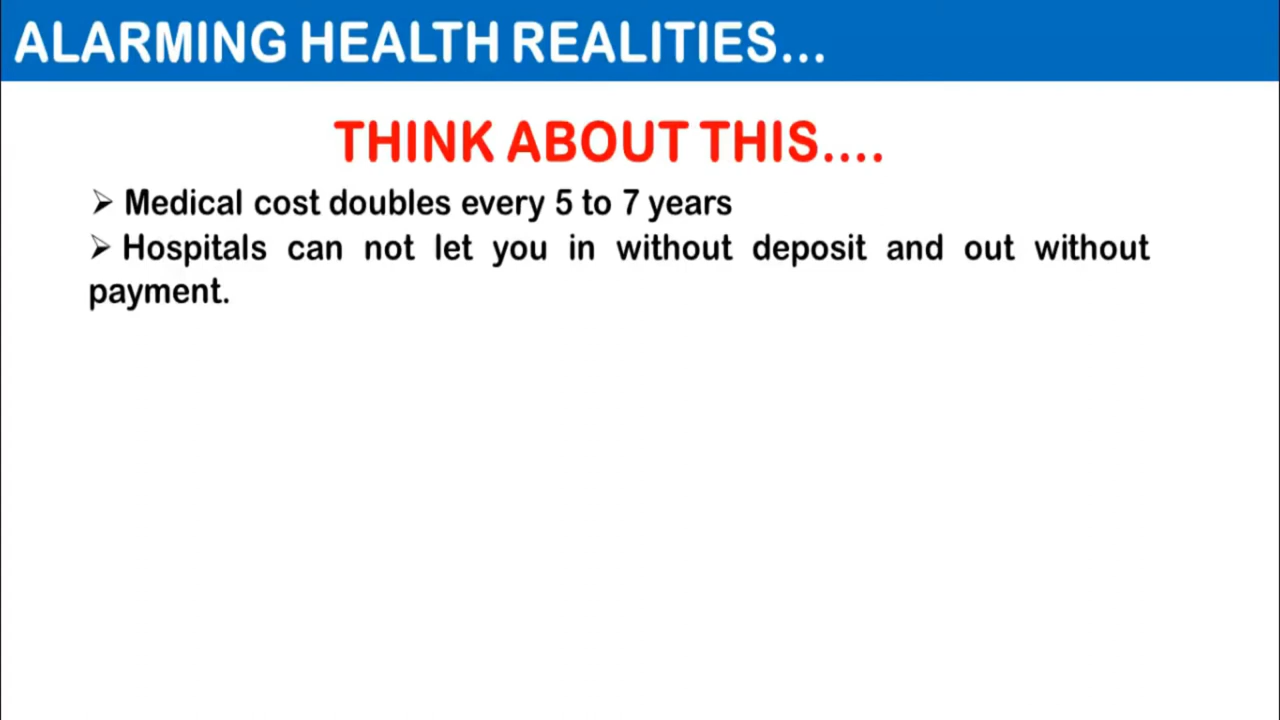 ALARMING HEALTH REALITIES...
THINK ABOUT THIS....
➢ Medical cost doubles every 5 to 7 years
➢ Hospitals can not let you in without deposit and out without
payment.